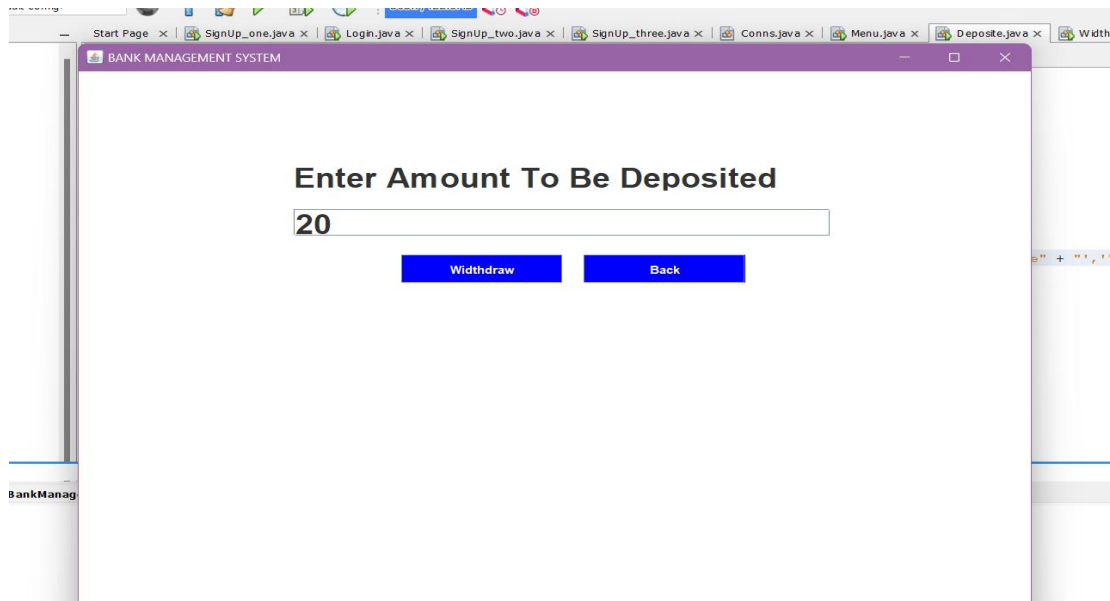 Start Page SignUp_one.java Login.java SignUp_two.java SignUp_three.java Conns.java Menu.java Deposite.java Width
BANK MANAGEMENT SYSTEM
Enter Amount To Be Deposited
20
e" + "','
Widthdraw Back
BankManag